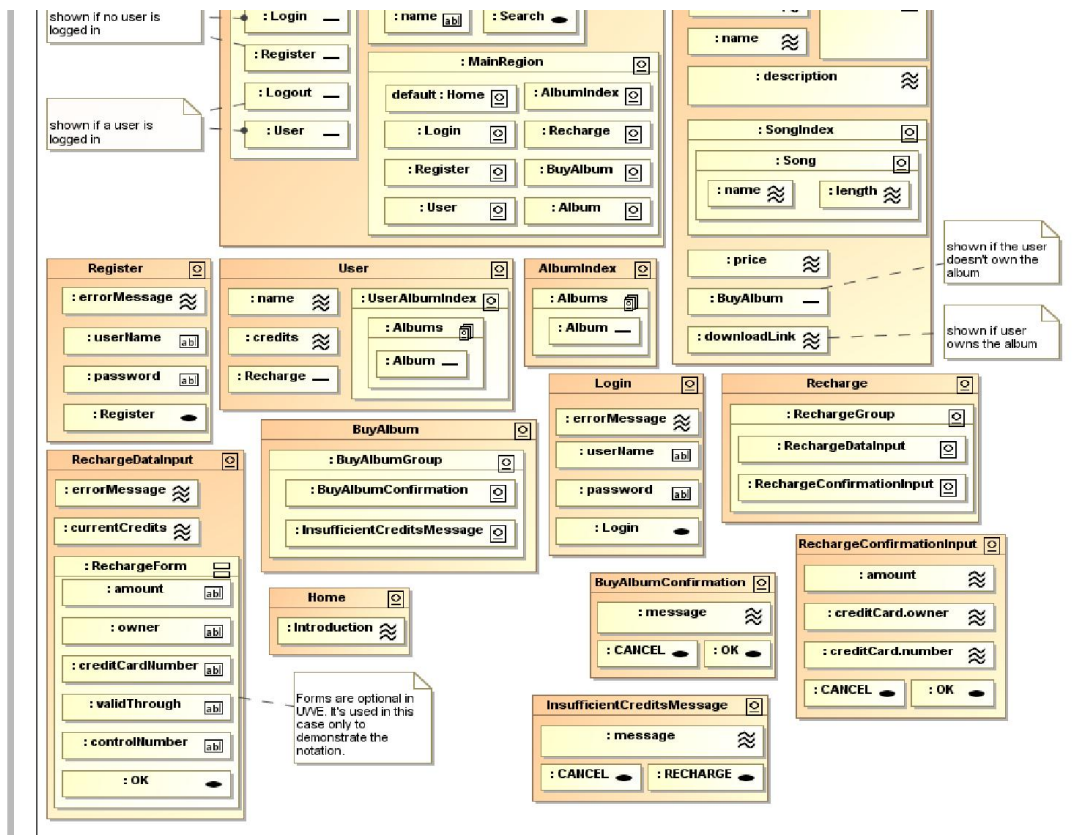 shown if no user is
logged in
: Login
: Register
: Logout
: User
shown if a user is
logged in
: name
: Search
: MainRegion
default : Home
: AlbumIndex
: Login
: Recharge
: Register
: BuyAlbum
: User
: Album
: name
: description
: SongIndex
: Song
: name
: length
: price
: BuyAlbum
: downloadLink
shown if the user
doesn't own the
album
shown if user
owns the album
Register
: errorMessage
: userName
: password
: Register
User
: name
: credits
: Recharge
: UserAlbumIndex
: Albums
: Album
AlbumIndex
: Albums
: Album
Login
: errorMessage
: userName
: password
: Login
Recharge
: RechargeGroup
: RechargeDataInput
: RechargeConfirmationInput
RechargeDataInput
: errorMessage
: currentCredits
: RechargeForm
: amount
: owner
: creditCardNumber
: validThrough
: controlNumber
: OK
BuyAlbum
: BuyAlbumGroup
: BuyAlbumConfirmation
: InsufficientCreditsMessage
Home
: Introduction
Forms are optional in
UWE. It's used in this
case only to
demonstrate the
notation.
BuyAlbumConfirmation
: message
: CANCEL
: OK
RechargeConfirmationInput
: amount
: creditCard.owner
: creditCard.number
: CANCEL
: OK
InsufficientCreditsMessage
: message
: CANCEL
: RECHARGE